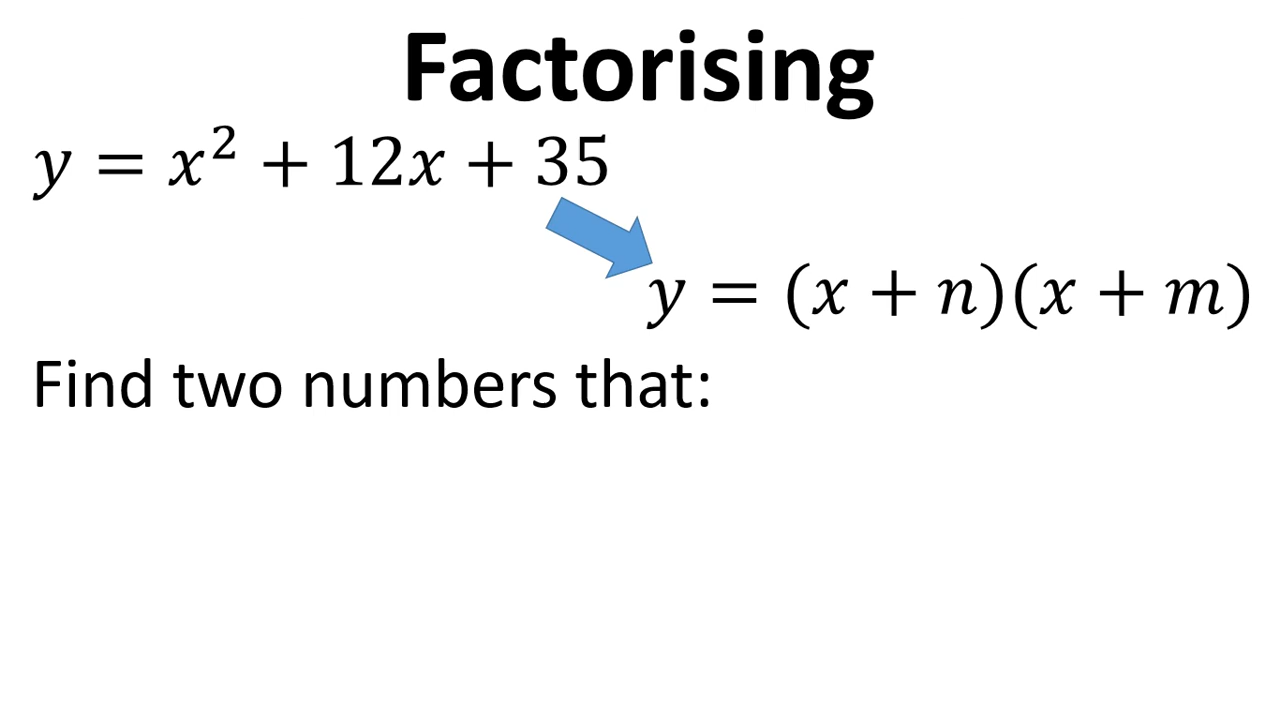 Factorising
y = x² + 12x + 35
y = (x + n)(x + m)
Find two numbers that: